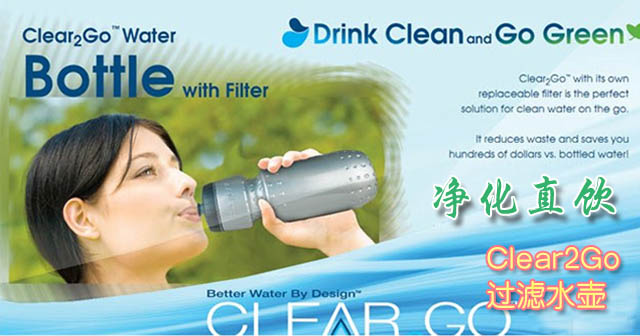 Clear2Go™ Water
Bottle with Filter
Drink Clean and Go Green
Clear2Go™ with its own
replaceable filter is the perfect
solution for clean water on the go.
It reduces waste and saves you
hundreds of dollars vs. bottled water!
净化直饮
Clear2Go
过滤水壶
Better Water By Design™
CLEAR GO